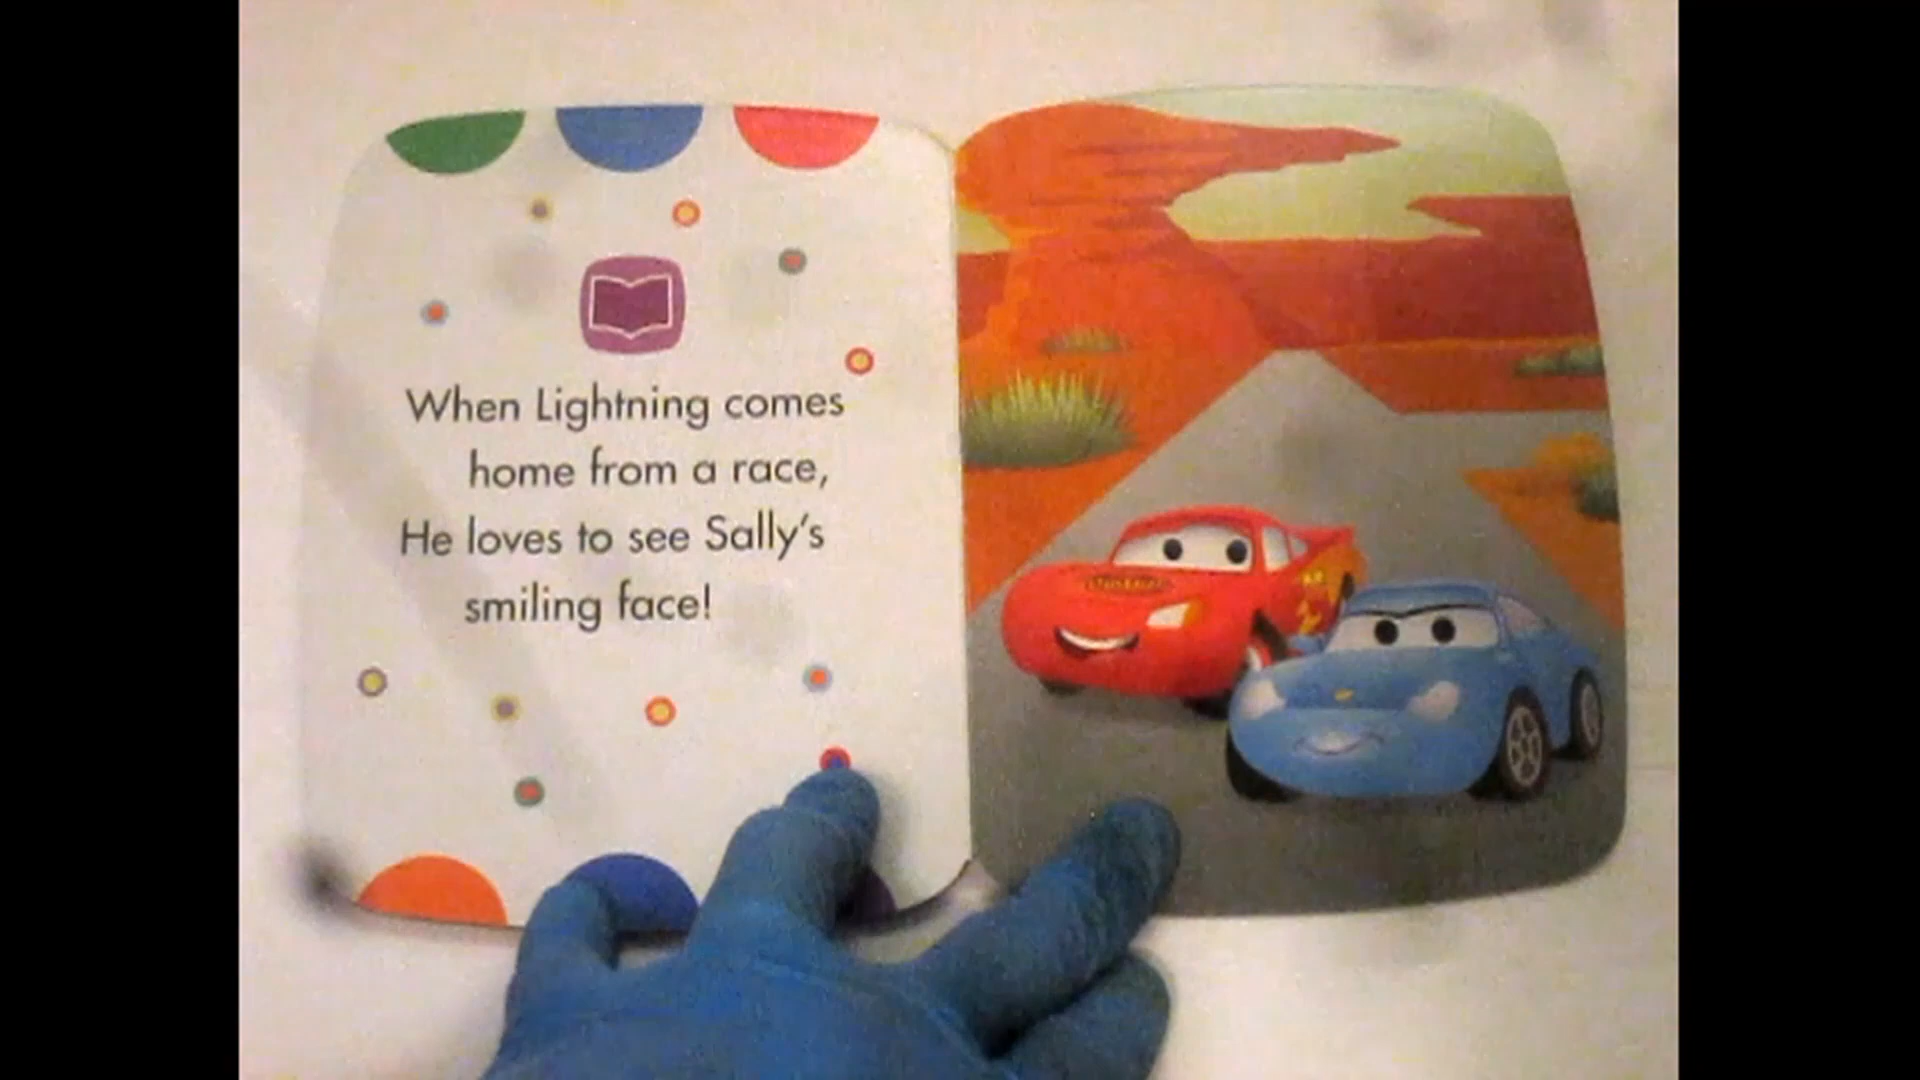 When Lightning comes
home from a race,
He loves to see Sally's
smiling face!